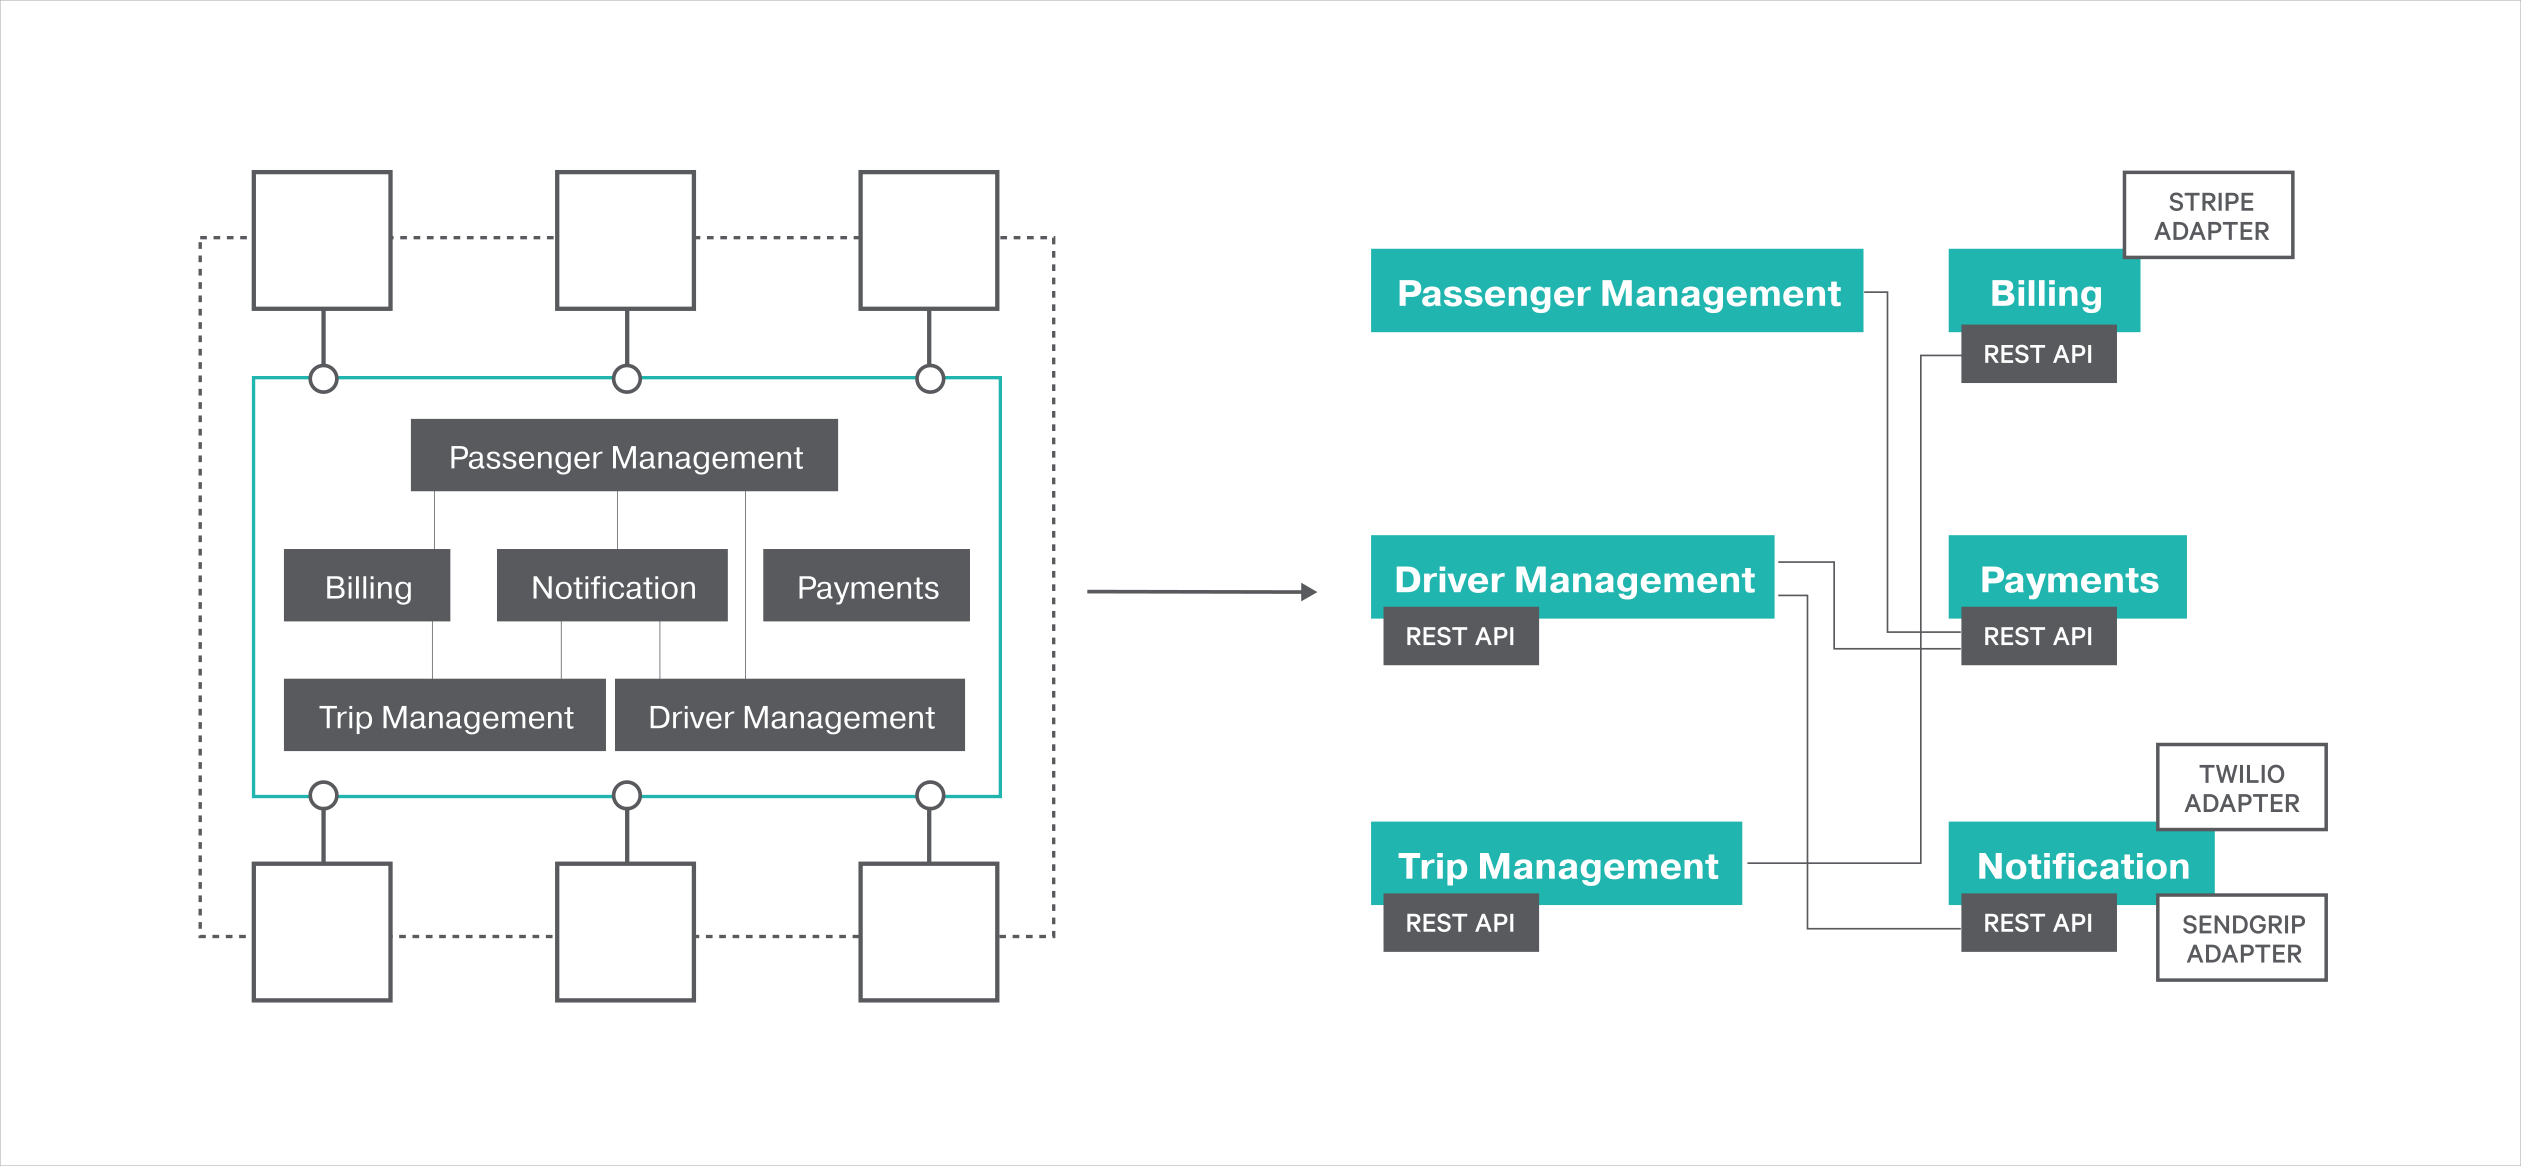 Passenger Management
Billing
Notification
Payments
Trip Management
Driver Management
Passenger Management
Billing
STRIPE
ADAPTER
REST API
Driver Management
REST API
Payments
REST API
Trip Management
REST API
Notification
REST API
TWILIO
ADAPTER
SENDGRIP
ADAPTER